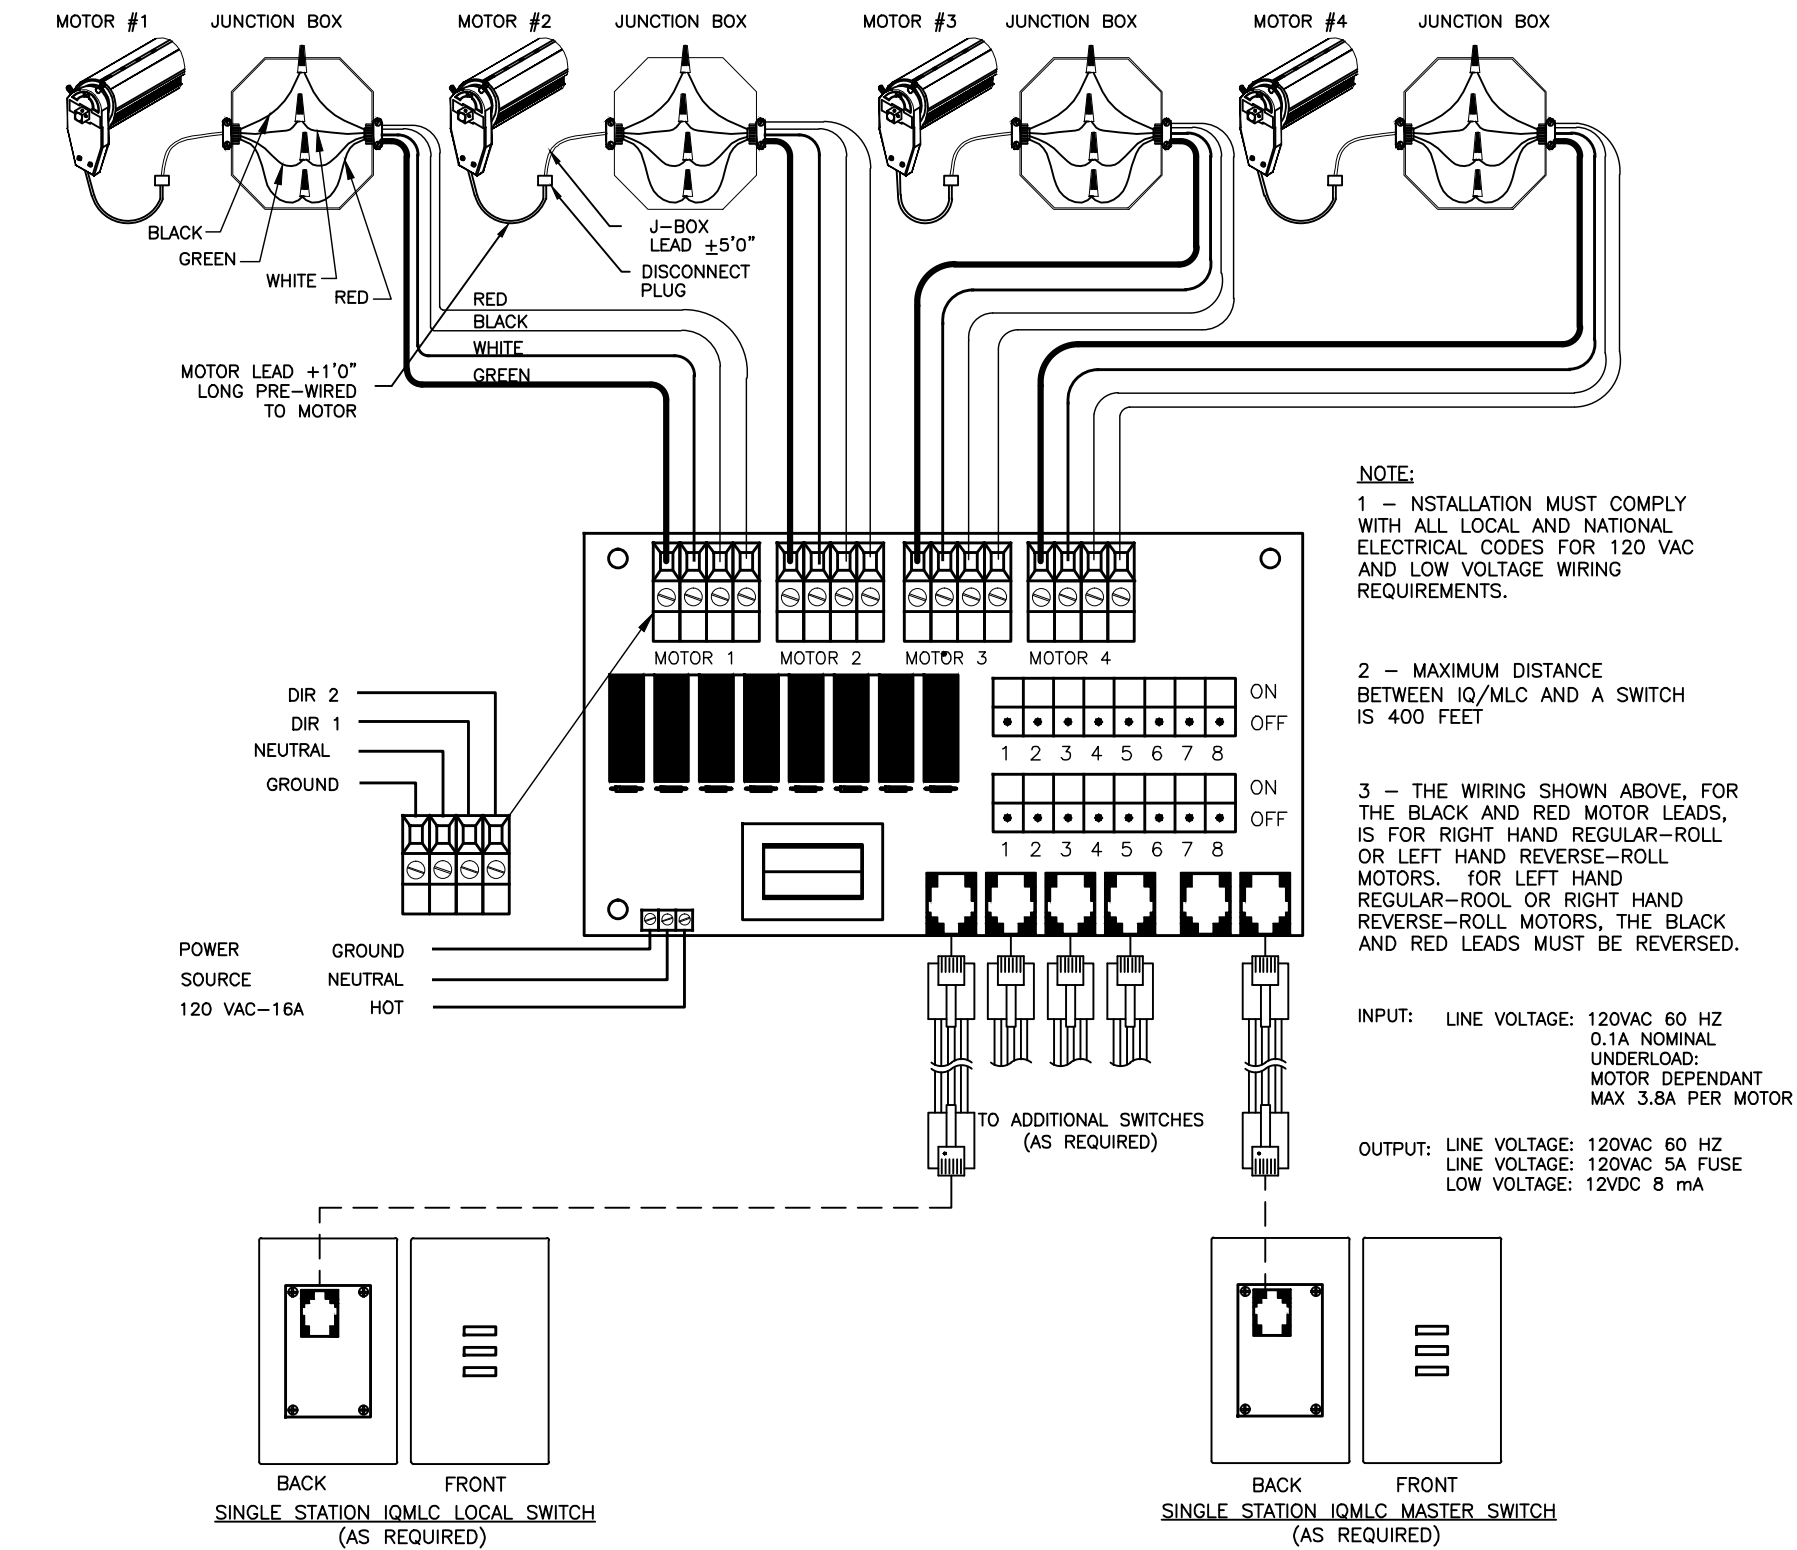 MOTOR #1
JUNCTION BOX
MOTOR #2
JUNCTION BOX
MOTOR #3
JUNCTION BOX
MOTOR #4
JUNCTION BOX
BLACK
GREEN
WHITE
RED
J-BOX
LEAD ±5'0"
DISCONNECT
PLUG
RED
BLACK
WHITE
GREEN
MOTOR LEAD +1'0"
LONG PRE-WIRED
TO MOTOR
NOTE:
1 - NSTALLATION MUST COMPLY
WITH ALL LOCAL AND NATIONAL
ELECTRICAL CODES FOR 120 VAC
AND LOW VOLTAGE WIRING
REQUIREMENTS.
2 - MAXIMUM DISTANCE
BETWEEN IQ/MLC AND A SWITCH
IS 400 FEET
3 - THE WIRING SHOWN ABOVE, FOR
THE BLACK AND RED MOTOR LEADS,
IS FOR RIGHT HAND REGULAR-ROLL
OR LEFT HAND REVERSE-ROLL
MOTORS. fOR LEFT HAND
REGULAR-ROOL OR RIGHT HAND
REVERSE-ROLL MOTORS, THE BLACK
AND RED LEADS MUST BE REVERSED.
MOTOR 1
MOTOR 2
MOTOR 3
MOTOR 4
ON
OFF
1 2 3 4 5 6 7 8
ON
OFF
1 2 3 4 5 6 7 8
DIR 2
DIR 1
NEUTRAL
GROUND
POWER
SOURCE
120 VAC-16A
GROUND
NEUTRAL
HOT
INPUT:
LINE VOLTAGE: 120VAC 60 HZ
0.1A NOMINAL
UNDERLOAD:
MOTOR DEPENDANT
MAX 3.8A PER MOTOR
OUTPUT:
LINE VOLTAGE: 120VAC 60 HZ
LINE VOLTAGE: 120VAC 5A FUSE
LOW VOLTAGE: 12VDC 8 mA
TO ADDITIONAL SWITCHES
(AS REQUIRED)
BACK
FRONT
SINGLE STATION IQMLC LOCAL SWITCH
(AS REQUIRED)
BACK
FRONT
SINGLE STATION IQMLC MASTER SWITCH
(AS REQUIRED)